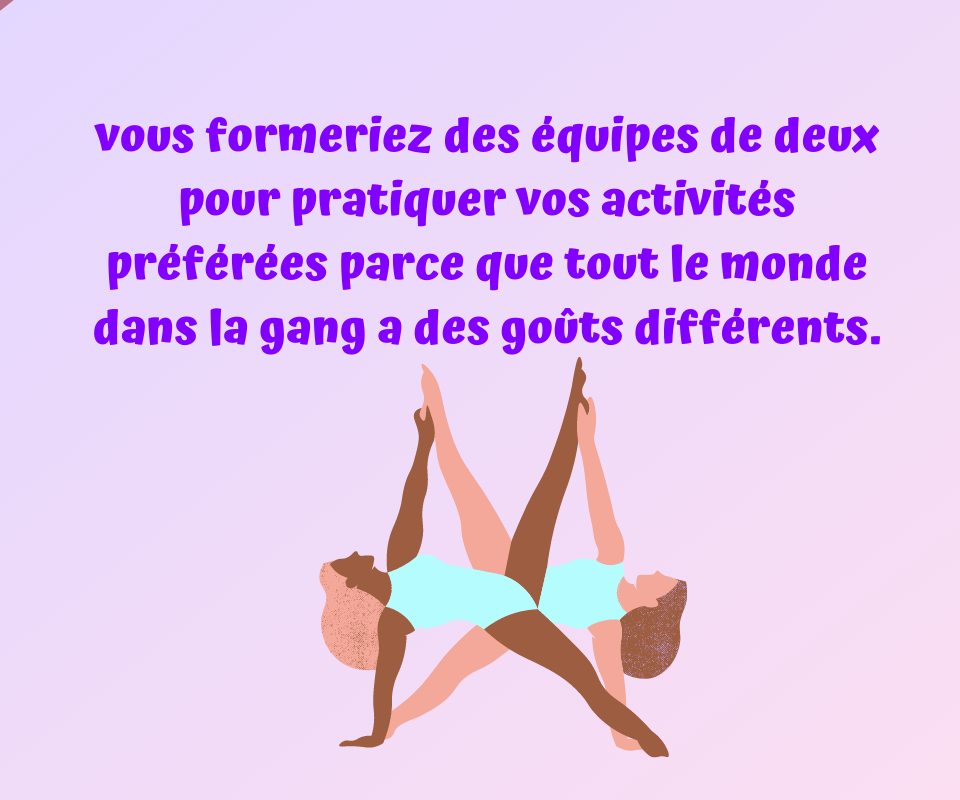 vous formeriez des équipes de deux
pour pratiquer vos activités
préférées parce que tout le monde
dans la gang a des goûts différents.